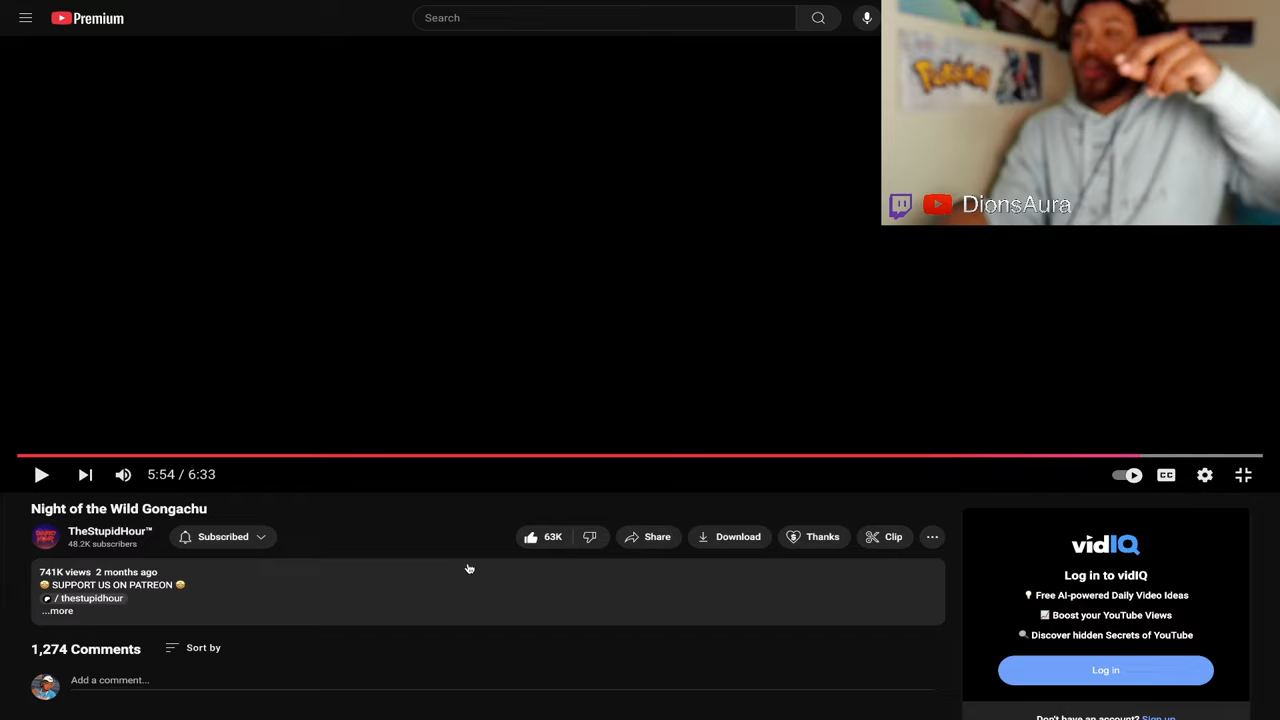 Premium
Search
Pokémon
DionsAura
5:54 / 6:33
CC
Night of the Wild Gongachu
TheStupidHour™
48.2K subscribers
Subscribed
63K
Share
Download
Thanks
Clip
741K views 2 months ago
🤩 SUPPORT US ON PATREON 🤩
/ thestupidhour
...more
1,274 Comments
Sort by
Add a comment...
vidIQ
Log in to vidIQ
Free AI-powered Daily Video Ideas
Boost your YouTube Views
Discover hidden Secrets of YouTube
Log in
Don't have an account? Sign up